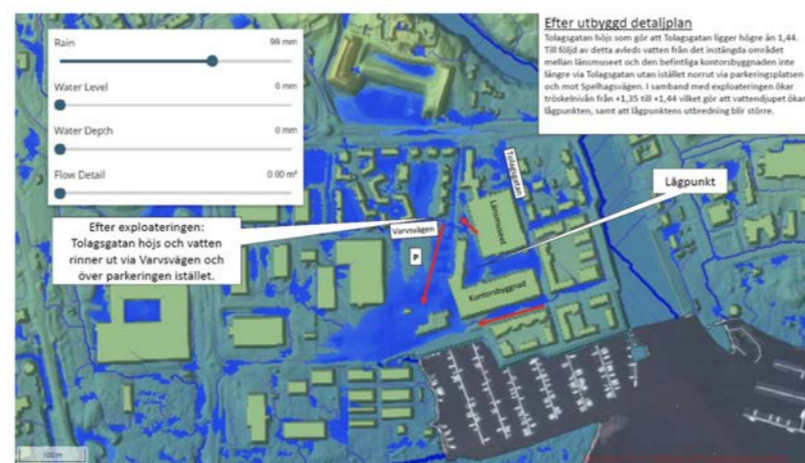 Efter utbyggd detaljplan
Tolagsgatan höjs som gör att Tolagsgatan ligger högre än 1,44.
Till följd av detta avleds vatten från det instängda området
mellan länsmuseet och den befintliga kontorsbyggnaden inte
längre via Tolagsgatan utan istället norrut via parkeringsplatsen
och mot Spelhagsvägen. I samband med exploateringen ökar
tröskelnivån från +1,35 till +1,44 vilket gör att vattendjupet ökar
lågpunkten, samt att lågpunktens utbredning blir större.
Rain 99 mm
Water Level 0 mm
Water Depth 0 mm
Flow Detail 0.00 m²
Tolagsgatan
Länsmuseet
Lågpunkt
Efter exploateringen:
Tolagsgatan höjs och vatten
rinner ut via Varvsvägen och
över parkeringen istället.
Varvsvägen
P
Kontorsbyggnad
100 m